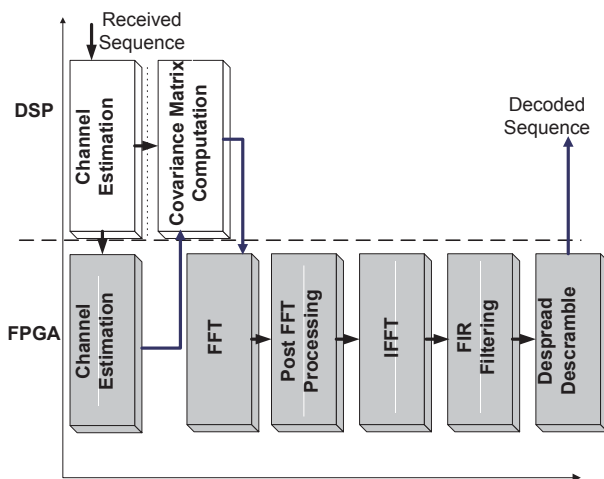 Received
Sequence
DSP
Channel
Estimation
Covariance Matrix
Computation
Decoded
Sequence
FPGA
Channel
Estimation
FFT
Post FFT
Processing
IFFT
FIR
Filtering
Despread
Descramble